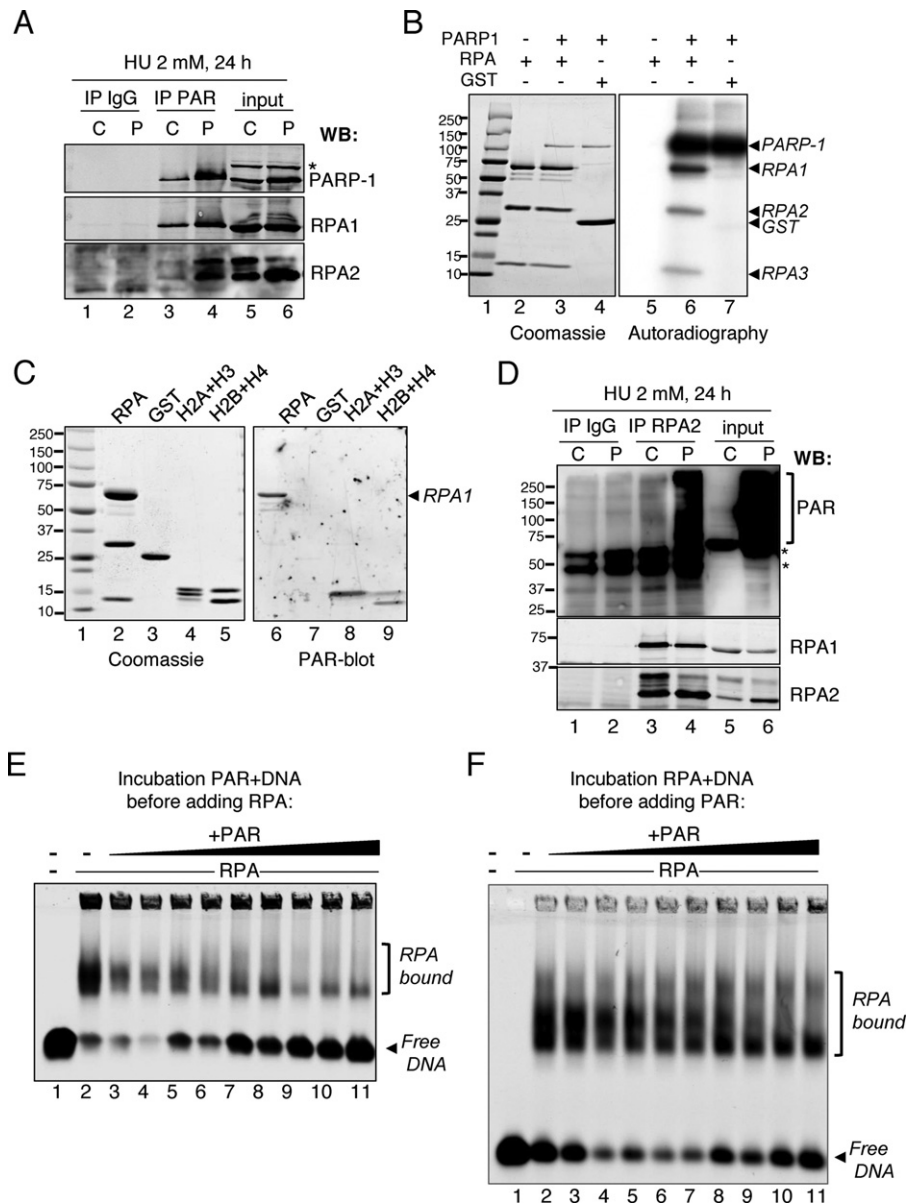 A
HU 2 mM, 24 h
IP IgG IP PAR input
C P C P C P WB:
*
PARP-1
RPA1
RPA2
1 2 3 4 5 6
B
PARP1 - + + - + +
RPA + + - + + -
GST - - + - - +
250
150
100
75
50
37
25
15
10
PARP-1
RPA1
RPA2
GST
RPA3
1 2 3 4 5 6 7
Coomassie Autoradiography
C
RPA GST H2A+H3 H2B+H4 RPA GST H2A+H3 H2B+H4
250
150
100
75
50
37
25
15
10
RPA1
1 2 3 4 5 6 7 8 9
Coomassie PAR-blot
D
HU 2 mM, 24 h
IP IgG IP RPA2 input
C P C P C P WB:
250
150
100
75
50
37
25
PAR
*
*
75
RPA1
37
RPA2
1 2 3 4 5 6
E
Incubation PAR+DNA
before adding RPA:
+PAR
- -
- RPA
RPA
bound
Free
DNA
1 2 3 4 5 6 7 8 9 10 11
F
Incubation RPA+DNA
before adding PAR:
+PAR
- -
- RPA
RPA
bound
Free
DNA
1 2 3 4 5 6 7 8 9 10 11